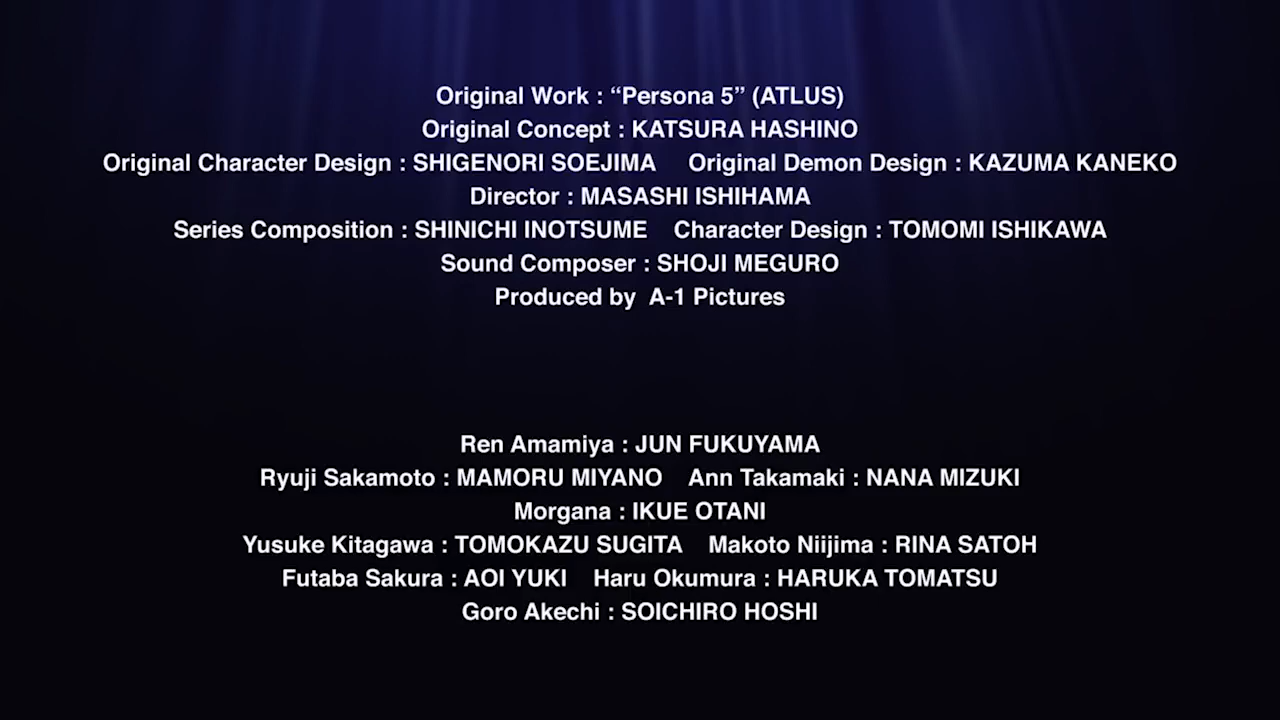 Original Work : “Persona 5” (ATLUS)
Original Concept : KATSURA HASHINO
Original Character Design : SHIGENORI SOEJIMA Original Demon Design : KAZUMA KANEKO
Director : MASASHI ISHIHAMA
Series Composition : SHINICHI INOTSUME Character Design : TOMOMI ISHIKAWA
Sound Composer : SHOJI MEGURO
Produced by A-1 Pictures
Ren Amamiya : JUN FUKUYAMA
Ryuji Sakamoto : MAMORU MIYANO Ann Takamaki : NANA MIZUKI
Morgana : IKUE OTANI
Yusuke Kitagawa : TOMOKAZU SUGITA Makoto Niijima : RINA SATOH
Futaba Sakura : AOI YUKI Haru Okumura : HARUKA TOMATSU
Goro Akechi : SOICHIRO HOSHI